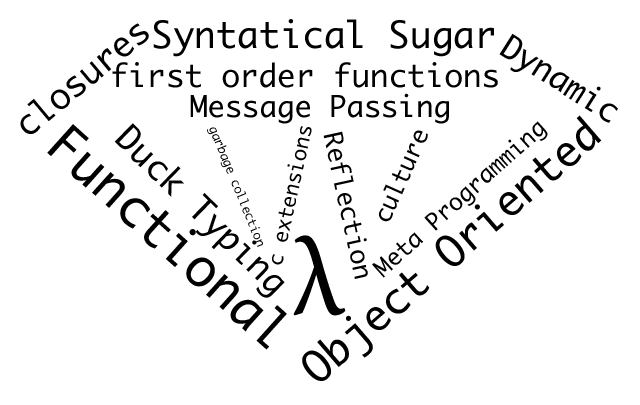 Syntatical Sugar
closures
Dynamic
first order functions
Message Passing
Functional
Duck Typing
garbage collection
c extensions
Reflection
culture
Meta Programming
Object Oriented
λ